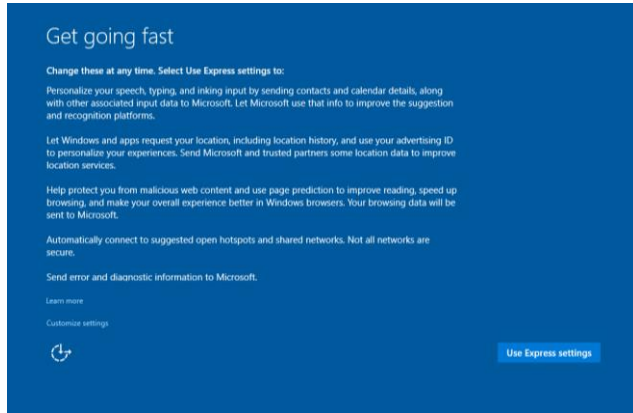 Get going fast
Change these at any time. Select Use Express settings to:
Personalize your speech, typing, and inking input by sending contacts and calendar details, along
with other associated input data to Microsoft. Let Microsoft use that info to improve the suggestion
and recognition platforms.
Let Windows and apps request your location, including location history, and use your advertising ID
to personalize your experiences. Send Microsoft and trusted partners some location data to improve
location services.
Help protect you from malicious web content and use page prediction to improve reading, speed up
browsing, and make your overall experience better in Windows browsers. Your browsing data will be
sent to Microsoft.
Automatically connect to suggested open hotspots and shared networks. Not all networks are
secure.
Send error and diagnostic information to Microsoft.
Learn more
Customize settings
Use Express settings